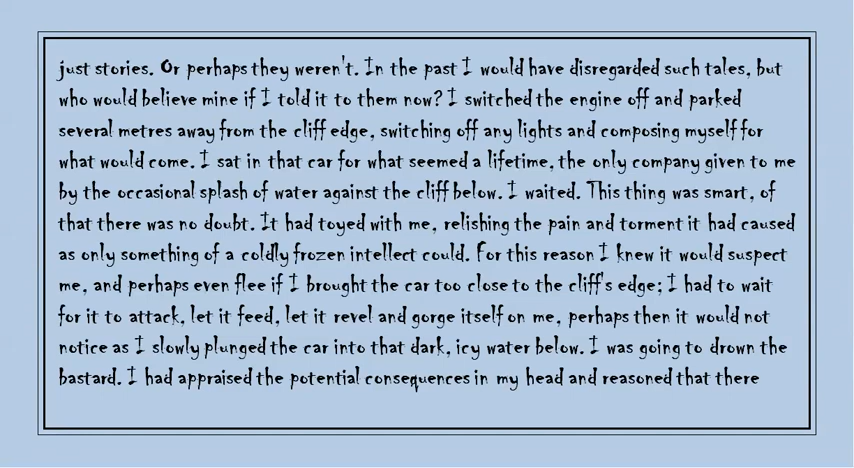 just stories. Or perhaps they weren't. In the past I would have disregarded such tales, but
who would believe mine if I told it to them now? I switched the engine off and parked
several metres away from the cliff edge, switching off any lights and composing myself for
what would come. I sat in that car for what seemed a lifetime, the only company given to me
by the occasional splash of water against the cliff below. I waited. This thing was smart, of
that there was no doubt. It had toyed with me, relishing the pain and torment it had caused
as only something of a coldly frozen intellect could. For this reason I knew it would suspect
me, and perhaps even flee if I brought the car too close to the cliff's edge; I had to wait
for it to attack, let it feed, let it revel and gorge itself on me, perhaps then it would not
notice as I slowly plunged the car into that dark, icy water below. I was going to drown the
bastard. I had appraised the potential consequences in my head and reasoned that there